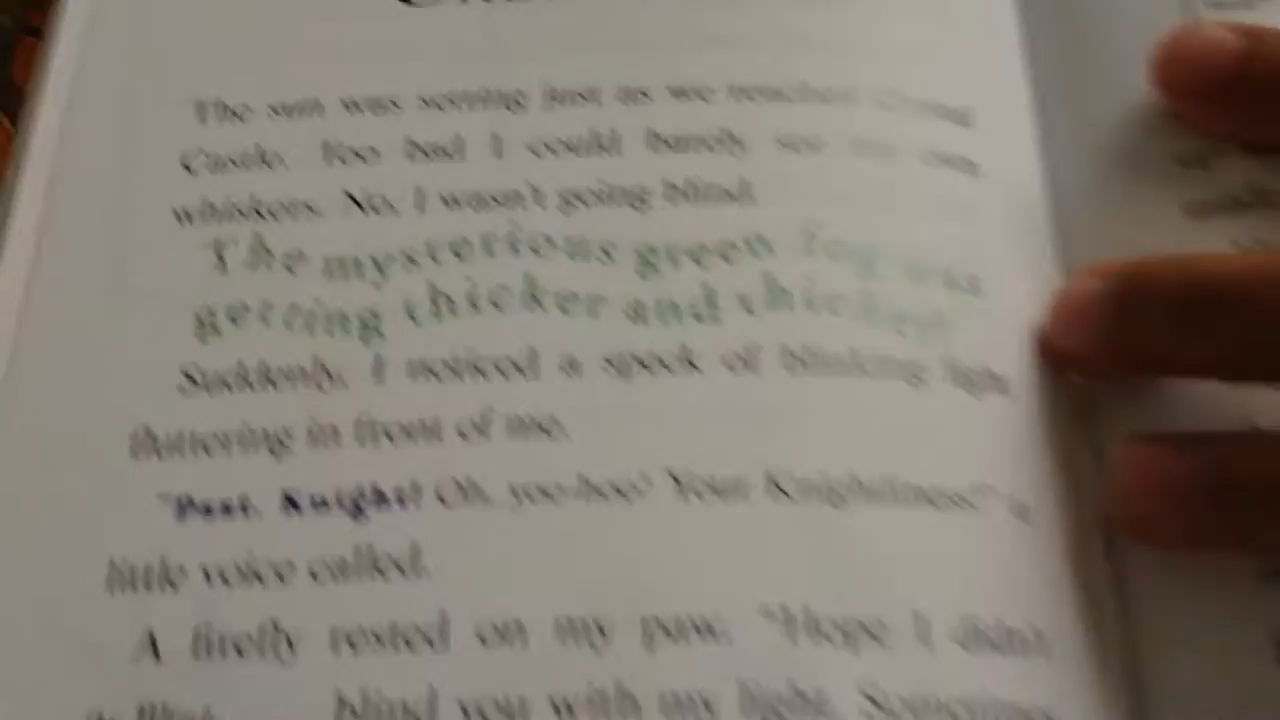 The sun was setting just as we reached
Castle. Too bad I could barely see my own
whiskers. No, I wasn't going blind.
The mysterious green fog was
getting thicker and thicker!
Suddenly, I noticed a speck of blinking light
fluttering in front of me.
"Psst, Knight! Oh, yoo-hoo! Your Knightliness!" a
little voice called.
A firefly rested on my paw. "Hope I didn't
blind you with my light. Sometimes